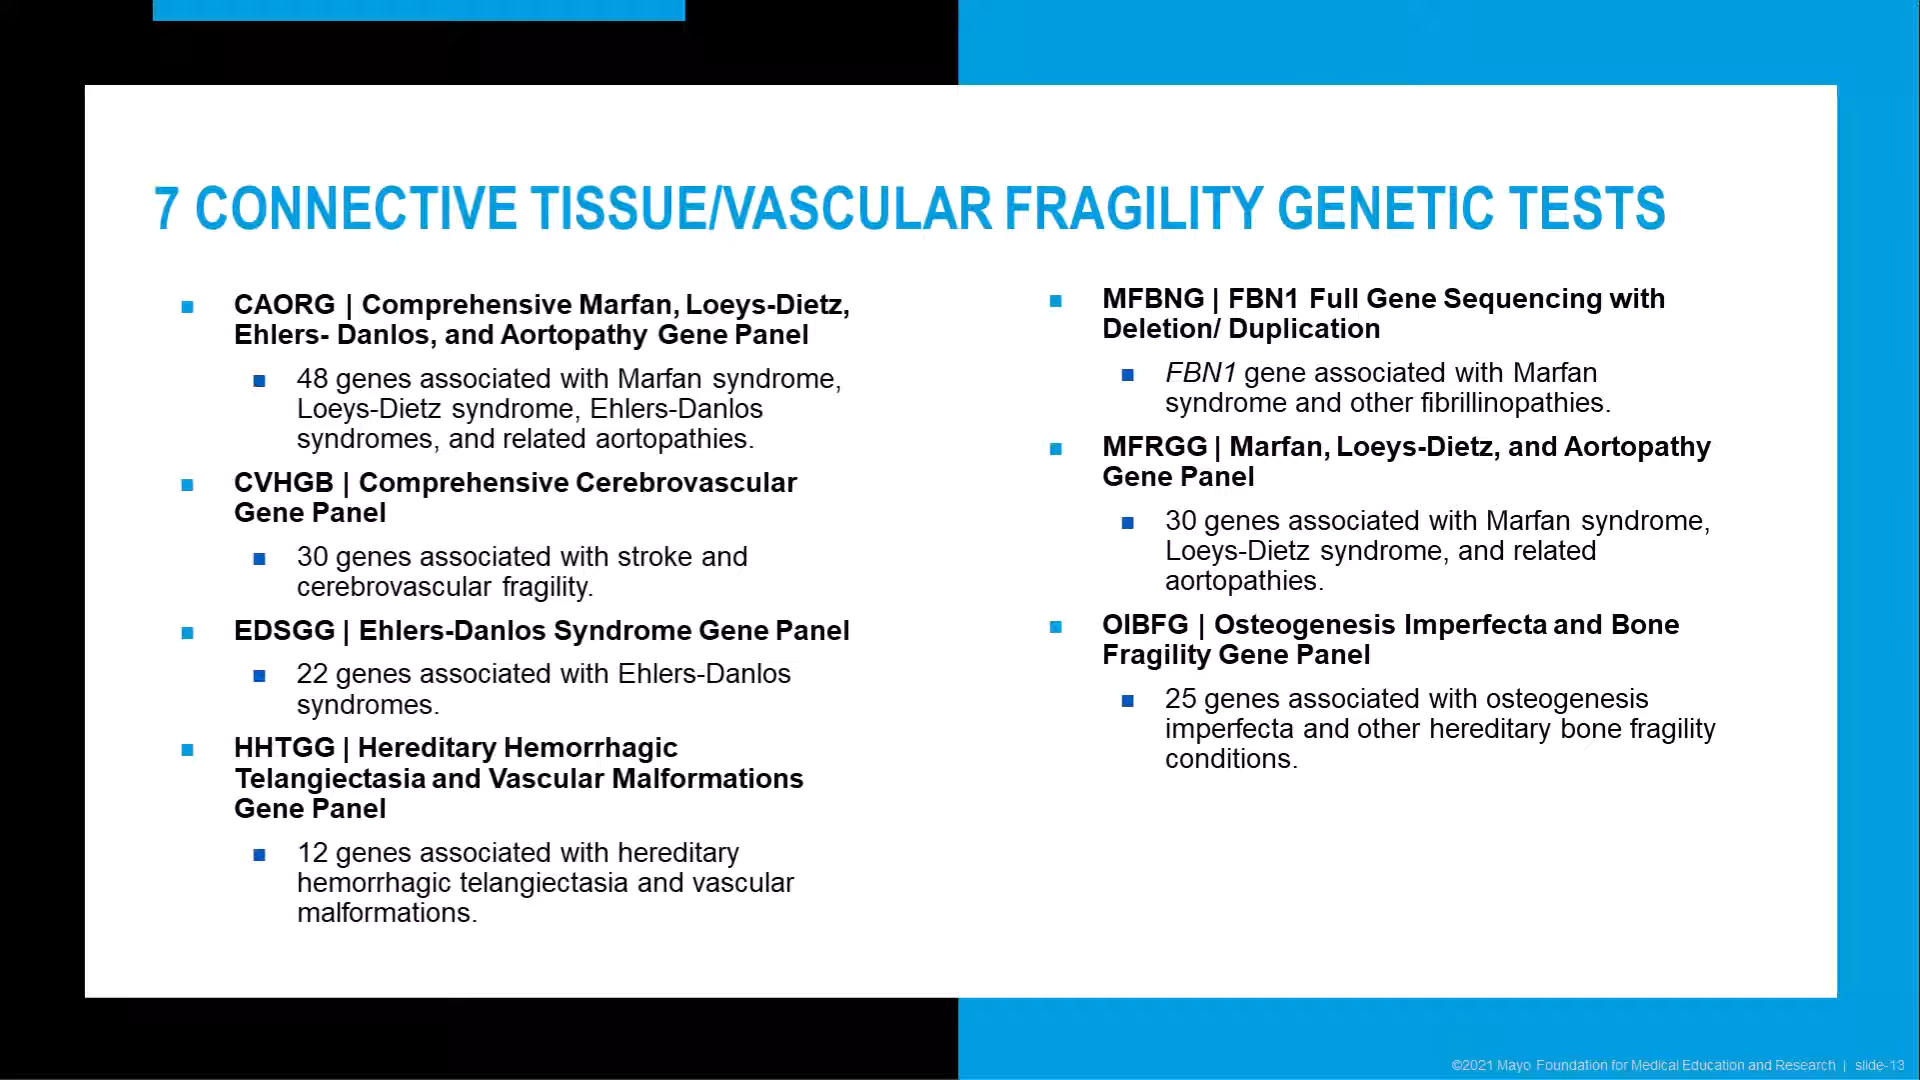 7 CONNECTIVE TISSUE/VASCULAR FRAGILITY GENETIC TESTS
CAORG | Comprehensive Marfan, Loeys-Dietz,
Ehlers- Danlos, and Aortopathy Gene Panel
48 genes associated with Marfan syndrome,
Loeys-Dietz syndrome, Ehlers-Danlos
syndromes, and related aortopathies.
CVHGB | Comprehensive Cerebrovascular
Gene Panel
30 genes associated with stroke and
cerebrovascular fragility.
EDSGG | Ehlers-Danlos Syndrome Gene Panel
22 genes associated with Ehlers-Danlos
syndromes.
HHTGG | Hereditary Hemorrhagic
Telangiectasia and Vascular Malformations
Gene Panel
12 genes associated with hereditary
hemorrhagic telangiectasia and vascular
malformations.
MFBNG | FBN1 Full Gene Sequencing with
Deletion/ Duplication
FBN1 gene associated with Marfan
syndrome and other fibrillinopathies.
MFRGG | Marfan, Loeys-Dietz, and Aortopathy
Gene Panel
30 genes associated with Marfan syndrome,
Loeys-Dietz syndrome, and related
aortopathies.
OIBFG | Osteogenesis Imperfecta and Bone
Fragility Gene Panel
25 genes associated with osteogenesis
imperfecta and other hereditary bone fragility
conditions.
©2021 Mayo Foundation for Medical Education and Research | slide-13